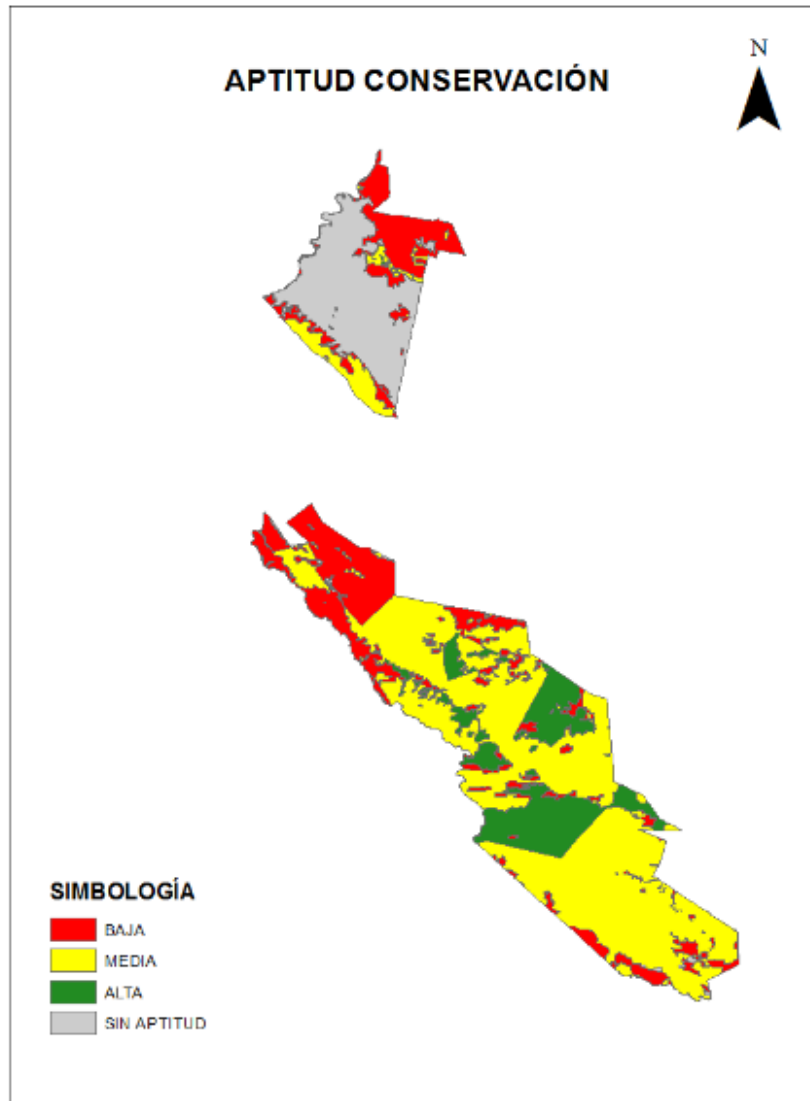 N
APTITUD CONSERVACIÓN
SIMBOLOGÍA
BAJA
MEDIA
ALTA
SIN APTITUD